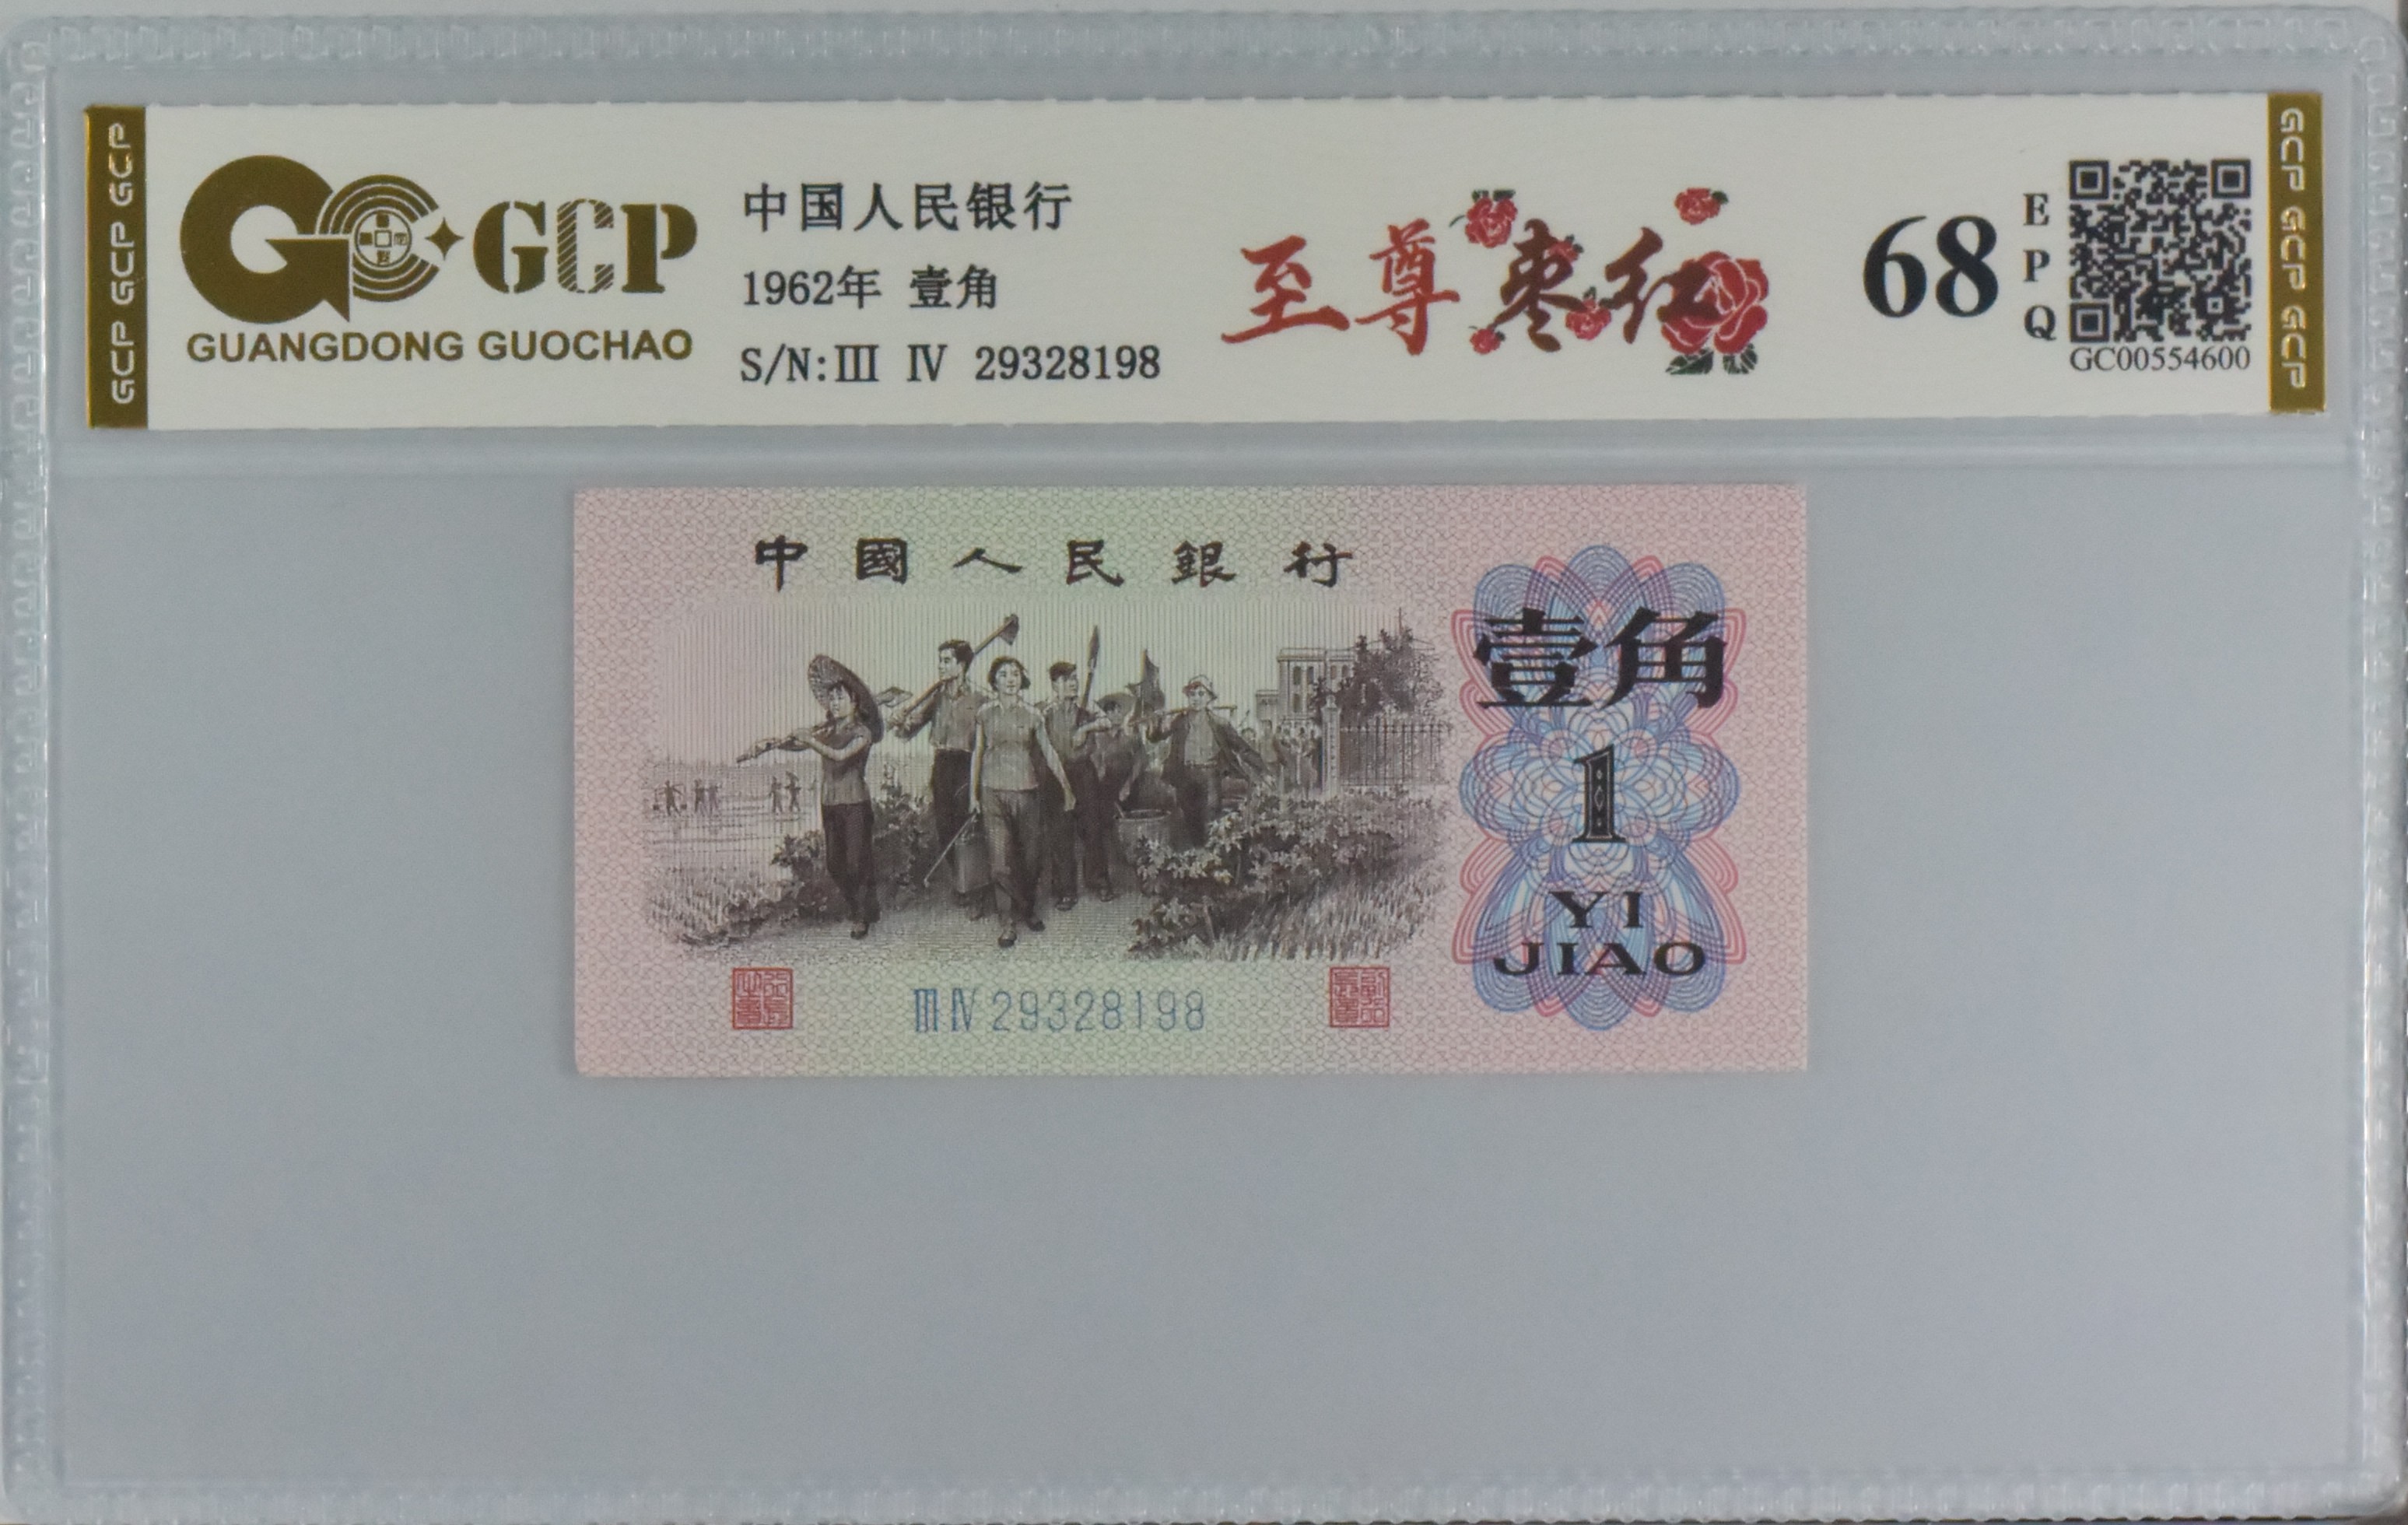 GCP GCP GCP
GCP
GUANGDONG GUOCHAO
中国人民银行
1962年 壹角
S/N:Ⅲ Ⅳ 29328198
至尊枣红
68
EPQ
GC00554600
GCP GCP GCP
中國人民銀行
壹角
1
YI
JIAO
Ⅲ Ⅳ 29328198